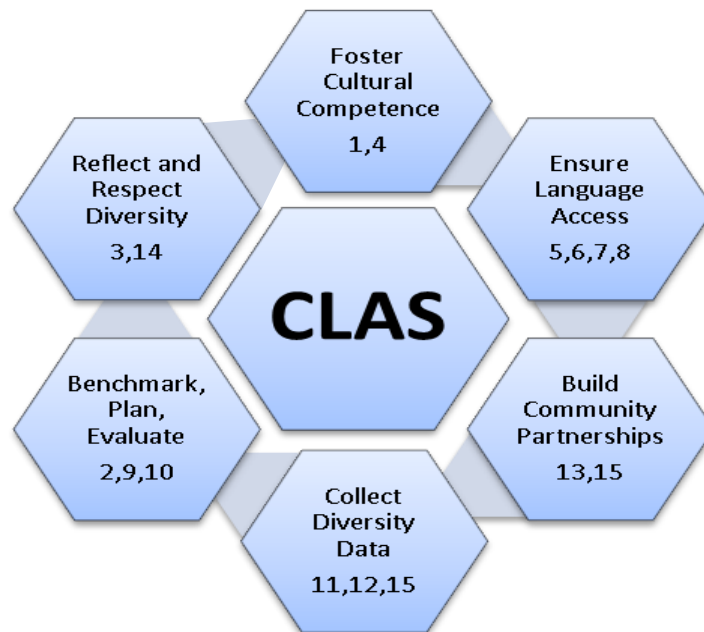 Foster
Cultural
Competence
1,4
Ensure
Language
Access
5,6,7,8
Build
Community
Partnerships
13,15
Collect
Diversity
Data
11,12,15
Benchmark,
Plan,
Evaluate
2,9,10
Reflect and
Respect
Diversity
3,14
CLAS